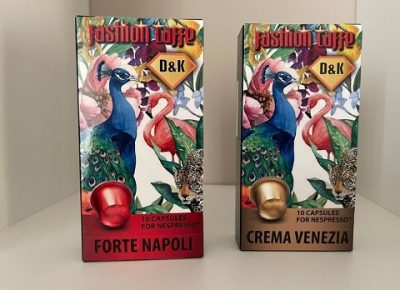 Fashion Caffe
D&K
10 CAPSULES
FOR NESPRESSO*
FORTE NAPOLI
Fashion Caffe
D&K
10 CAPSULES
FOR NESPRESSO*
CREMA VENEZIA